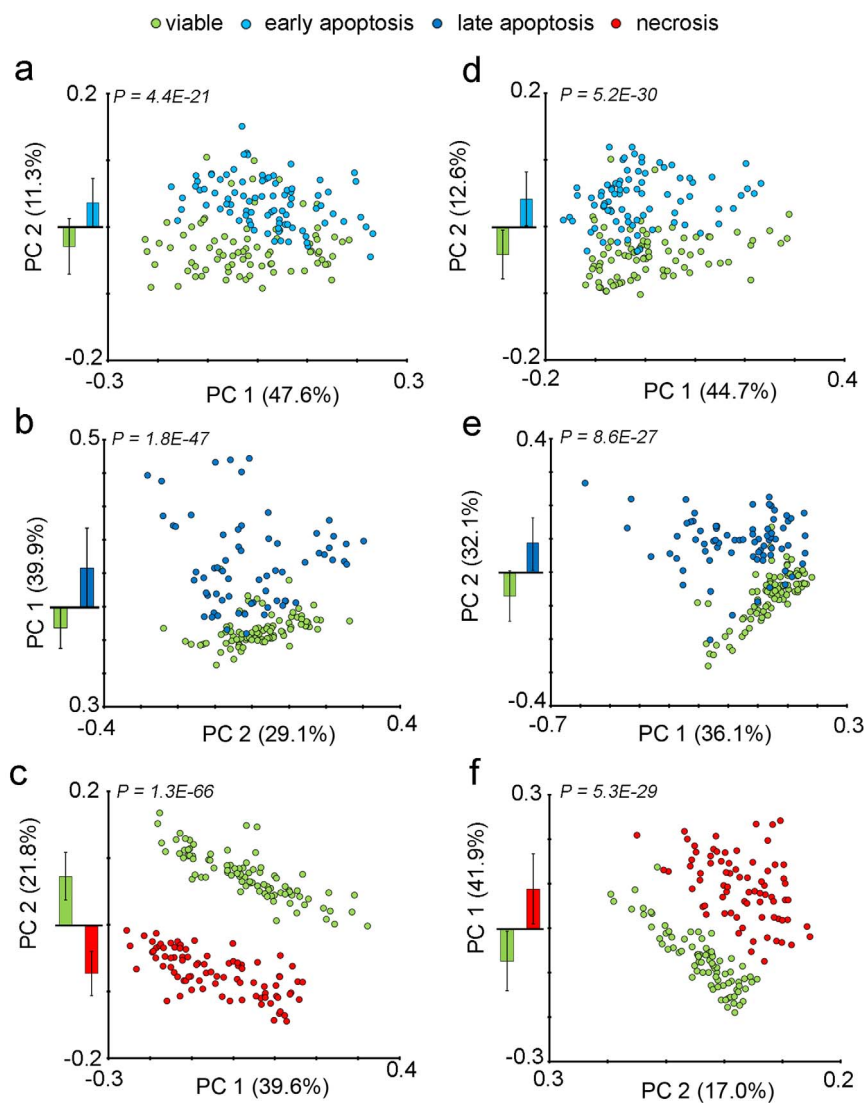 viable early apoptosis late apoptosis necrosis
a
P = 4.4E-21
0.2
PC 2 (11.3%)
-0.2
-0.3
0.3
PC 1 (47.6%)
d
P = 5.2E-30
0.2
PC 2 (12.6%)
-0.2
-0.2
0.4
PC 1 (44.7%)
b
P = 1.8E-47
0.5
PC 1 (39.9%)
0.3
-0.4
0.4
PC 2 (29.1%)
e
P = 8.6E-27
0.4
PC 2 (32.1%)
-0.4
-0.7
0.3
PC 1 (36.1%)
c
P = 1.3E-66
0.2
PC 2 (21.8%)
-0.2
-0.3
0.4
PC 1 (39.6%)
f
P = 5.3E-29
0.3
PC 1 (41.9%)
-0.3
0.3
0.2
PC 2 (17.0%)